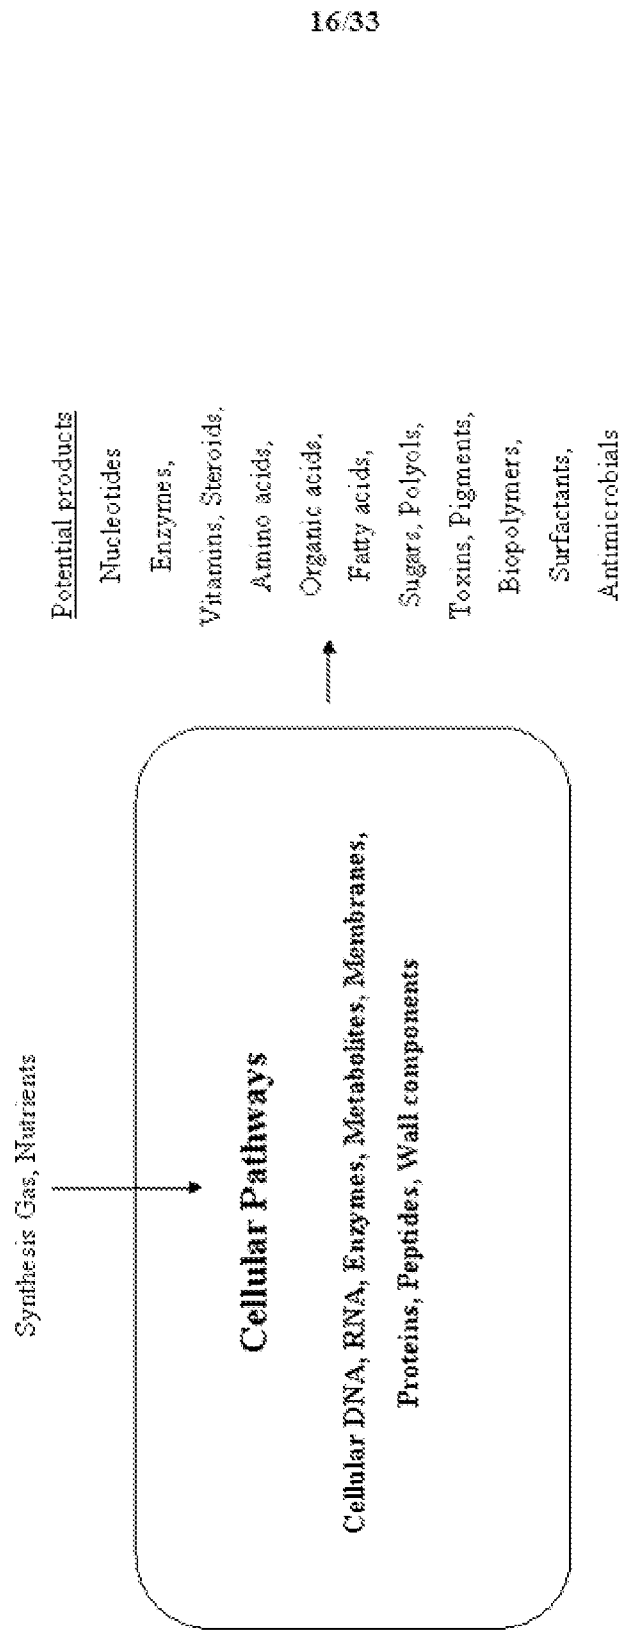 16/33
Synthesis Gas, Nutrients
Cellular Pathways
Cellular DNA, RNA, Enzymes, Metabolites, Membranes,
Proteins, Peptides, Wall components
Potential products
Nucleotides
Enzymes,
Vitamins, Steroids,
Amino acids,
Organic acids,
Fatty acids,
Sugars, Polyols,
Toxins, Pigments,
Biopolymers,
Surfactants,
Antimicrobials